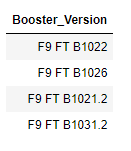 Booster_Version
F9 FT B1022
F9 FT B1026
F9 FT B1021.2
F9 FT B1031.2